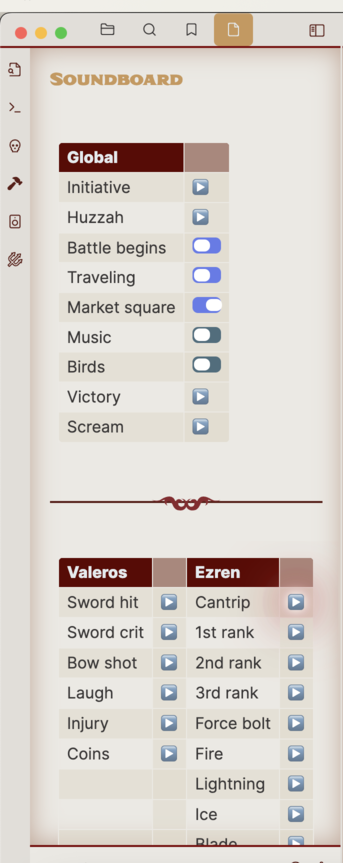 SOUNDBOARD
Global
Initiative
Huzzah
Battle begins
Traveling
Market square
Music
Birds
Victory
Scream
Valeros Ezren
Sword hit Cantrip
Sword crit 1st rank
Bow shot 2nd rank
Laugh 3rd rank
Injury Force bolt
Coins Fire
Lightning
Ice
Blade